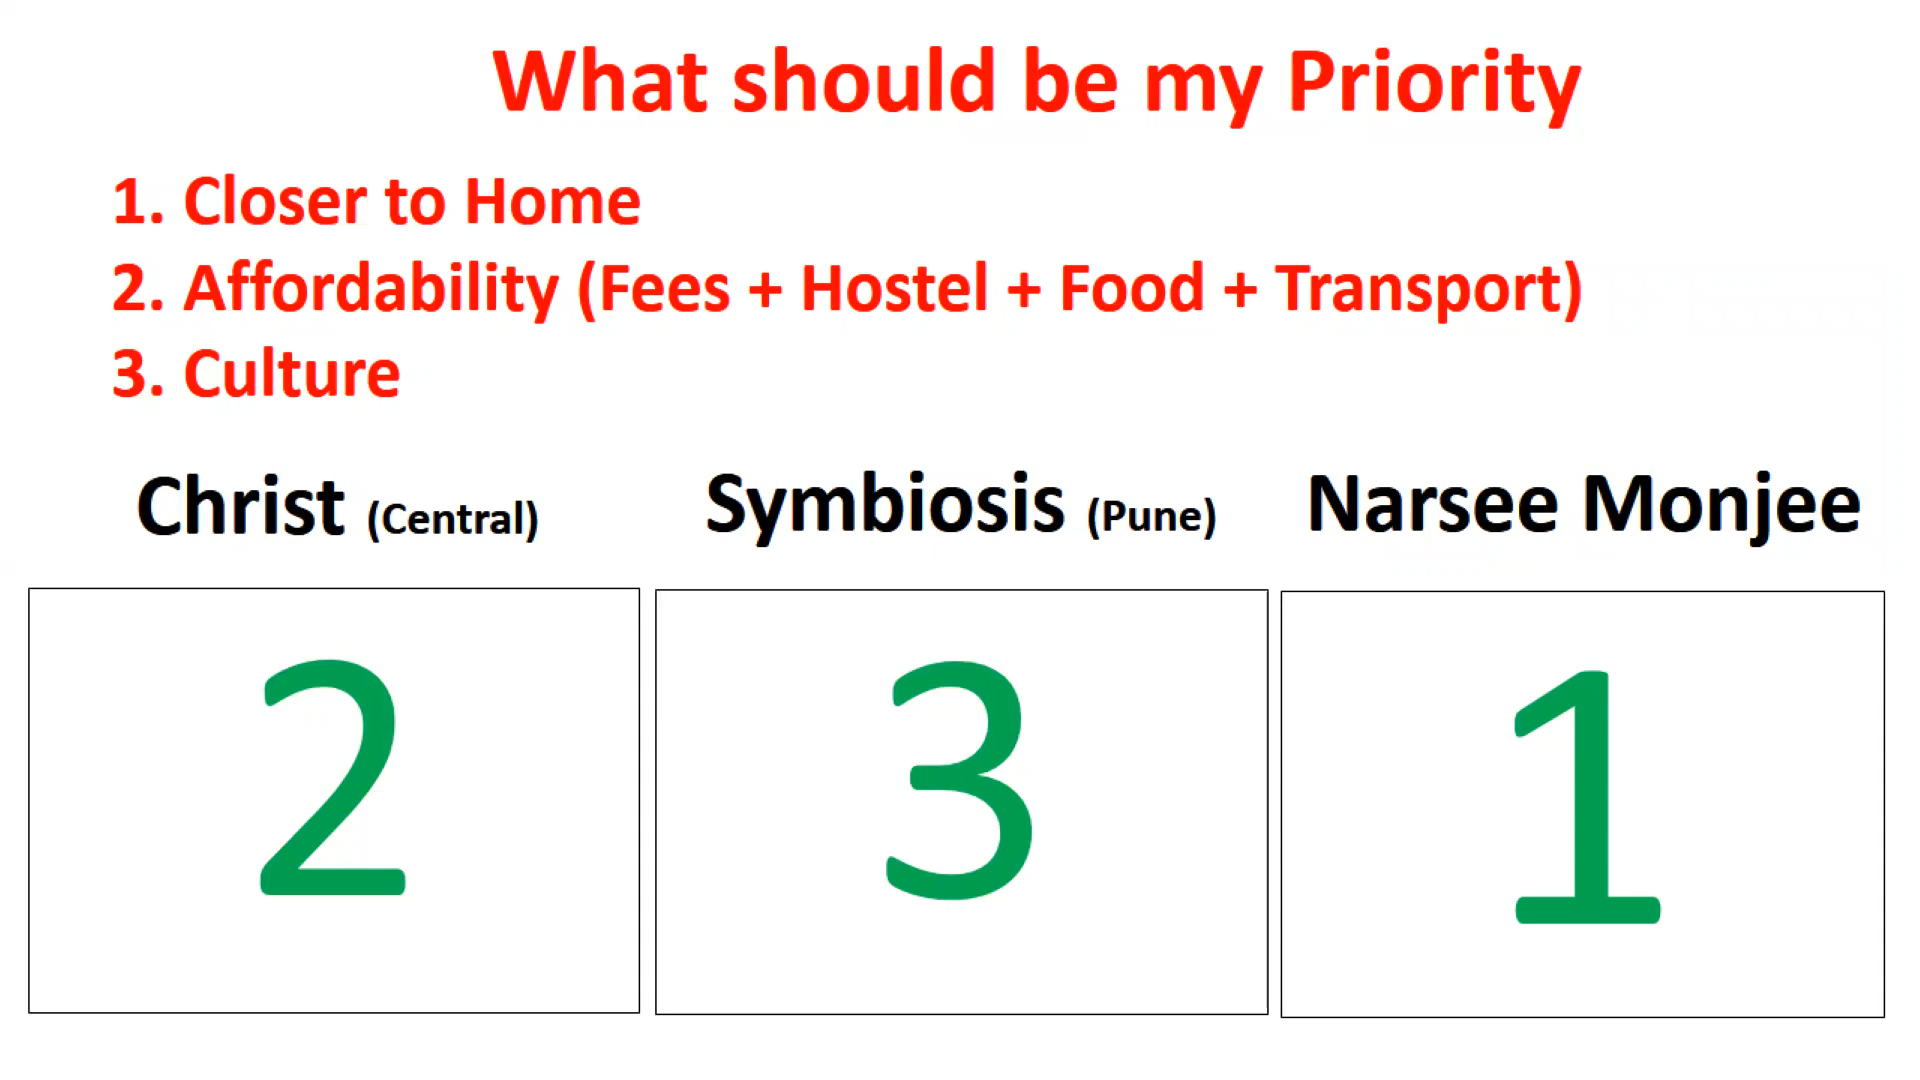 What should be my Priority
1. Closer to Home
2. Affordability (Fees + Hostel + Food + Transport)
3. Culture
Christ (Central) Symbiosis (Pune) Narsee Monjee
2 3 1